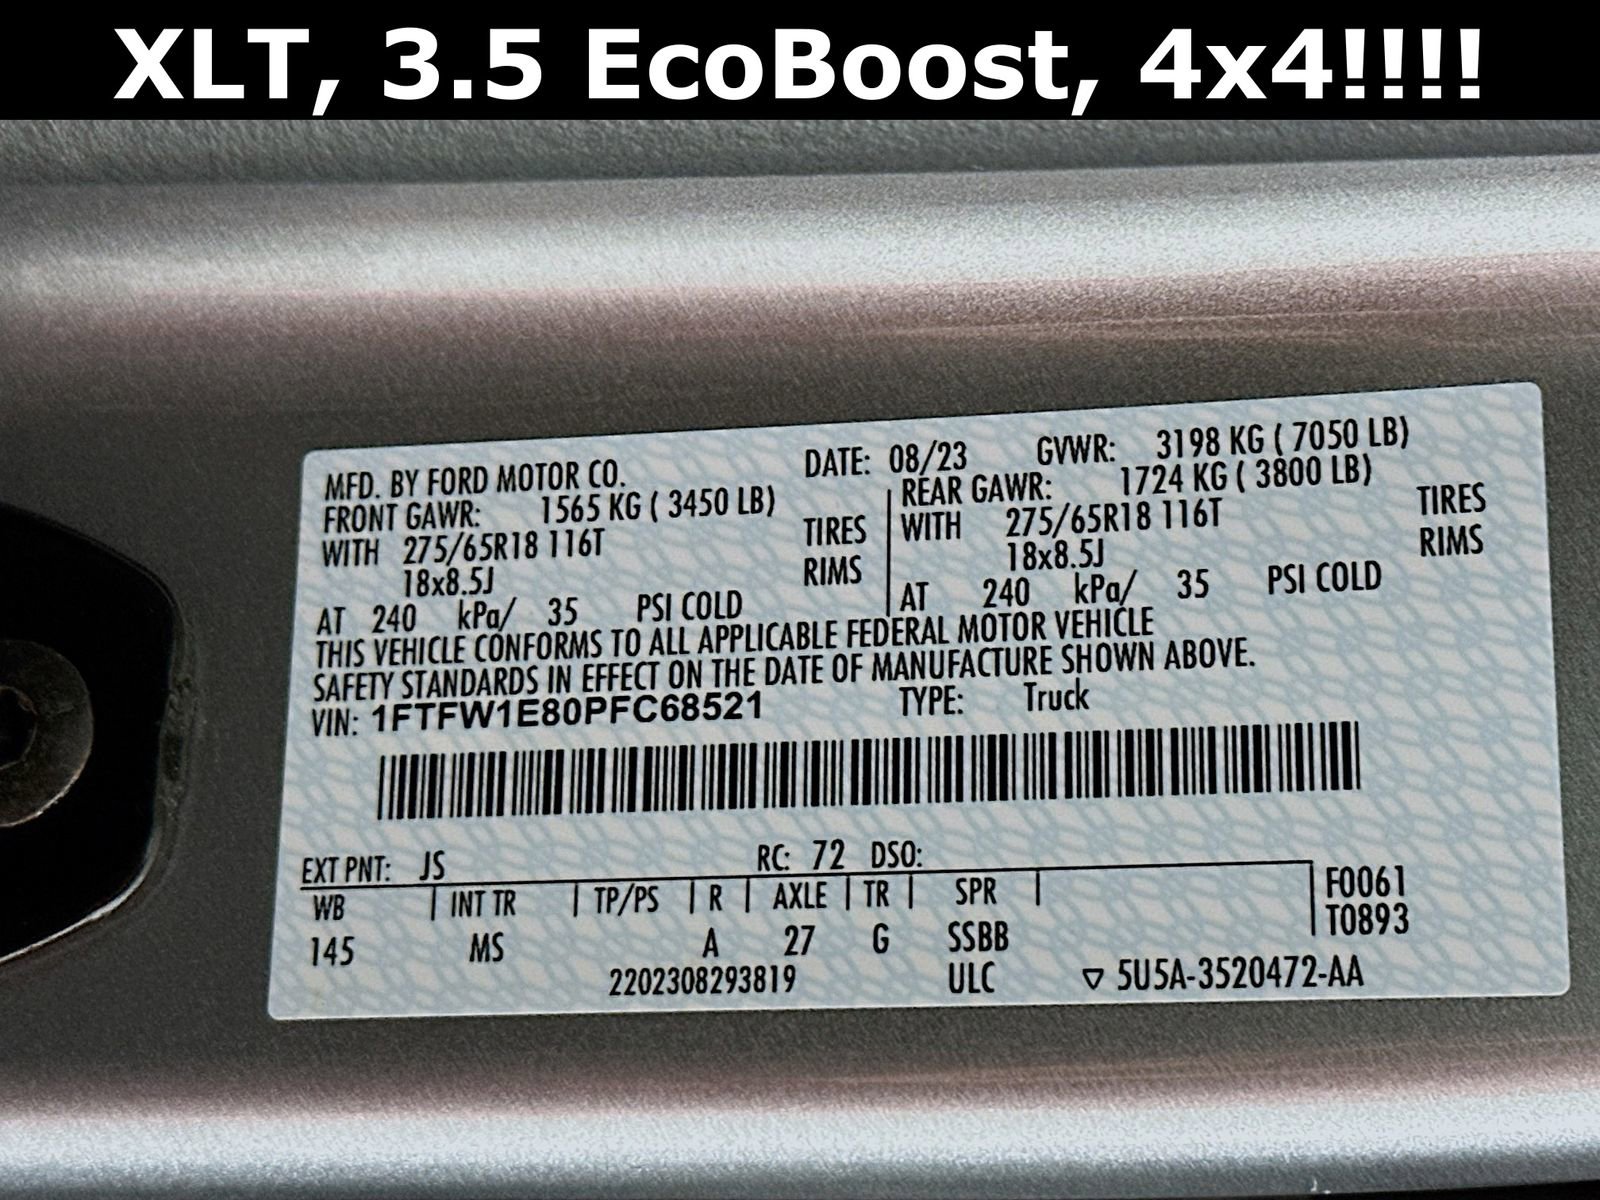 XLT, 3.5 EcoBoost, 4x4!!!!
MFD. BY FORD MOTOR CO. DATE: 08/23 GVWR: 3198 KG ( 7050 LB)
FRONT GAWR: 1565 KG ( 3450 LB) REAR GAWR: 1724 KG ( 3800 LB)
WITH 275/65R18 116T TIRES WITH 275/65R18 116T TIRES
18x8.5J RIMS 18x8.5J RIMS
AT 240 kPa/ 35 PSI COLD AT 240 kPa/ 35 PSI COLD
THIS VEHICLE CONFORMS TO ALL APPLICABLE FEDERAL MOTOR VEHICLE
SAFETY STANDARDS IN EFFECT ON THE DATE OF MANUFACTURE SHOWN ABOVE.
VIN: 1FTFW1E80PFC68521 TYPE: Truck
EXT PNT: JS RC: 72 DSO:
WB INT TR TP/PS R AXLE TR SPR F0061
T0893
145 MS A 27 G SSBB
2202308293819 ULC ▽ 5U5A-3520472-AA